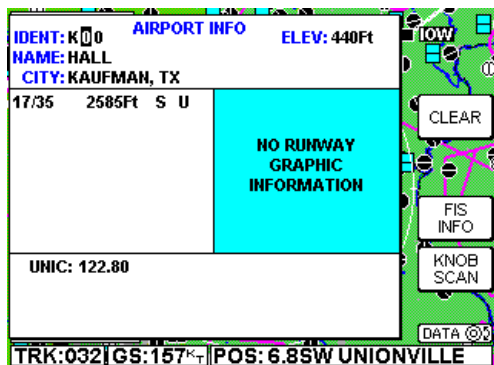 IDENT: K00 AIRPORT INFO ELEV: 440Ft
NAME: HALL
CITY: KAUFMAN, TX
17/35 2585Ft S U
NO RUNWAY
GRAPHIC
INFORMATION
UNIC: 122.80
IOW
CLEAR
FIS
INFO
KNOB
SCAN
DATA
TRK:032 GS:157KT POS: 6.8SW UNIONVILLE